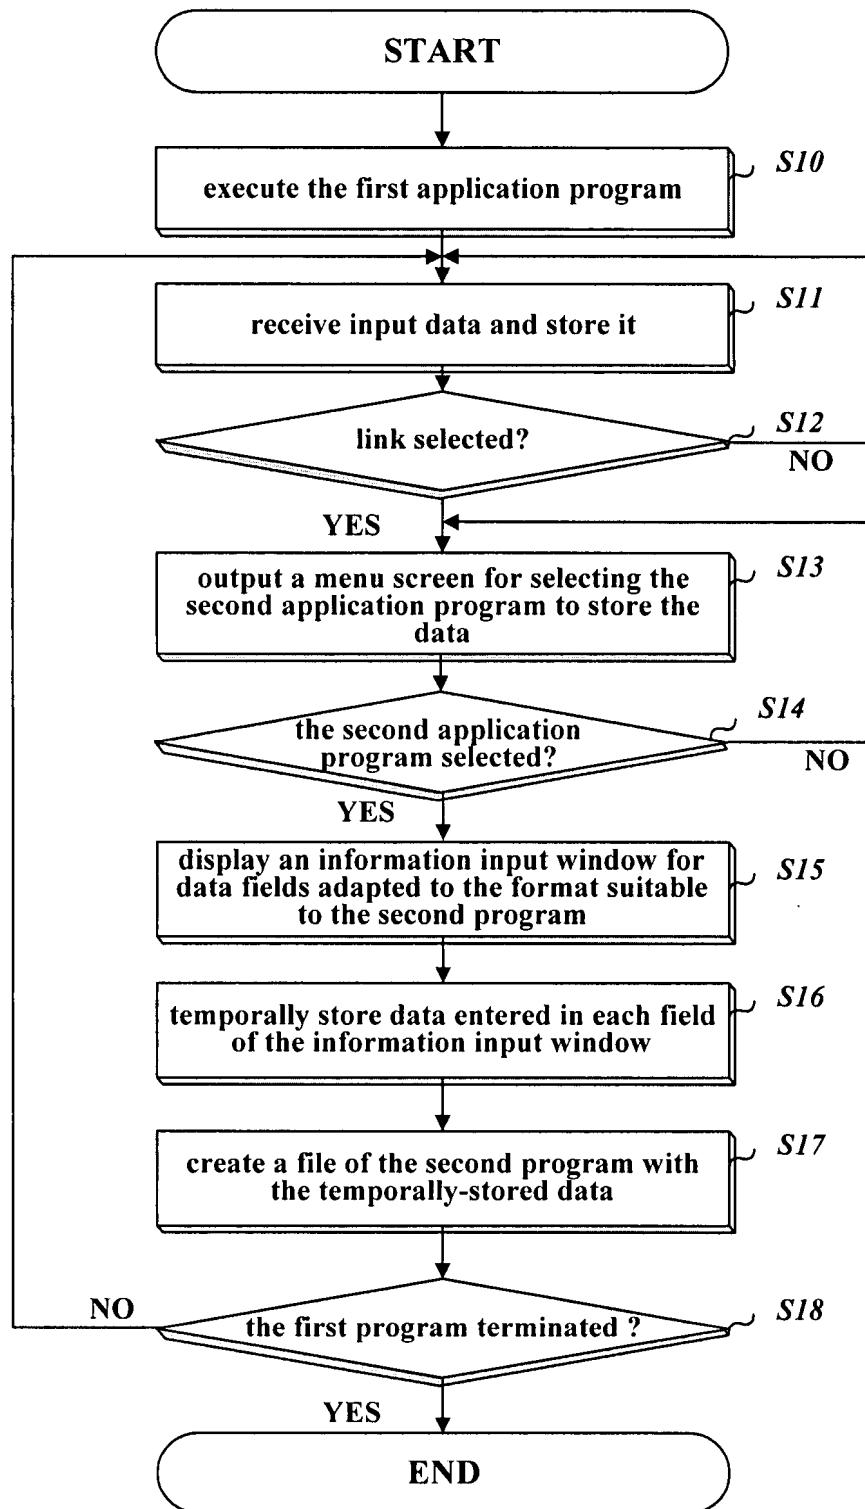 START
S10
execute the first application program
S11
receive input data and store it
S12
link selected?
NO
YES
S13
output a menu screen for selecting the
second application program to store the
data
S14
the second application
program selected?
NO
YES
S15
display an information input window for
data fields adapted to the format suitable
to the second program
S16
temporally store data entered in each field
of the information input window
S17
create a file of the second program with
the temporally-stored data
S18
NO
the first program terminated ?
YES
END